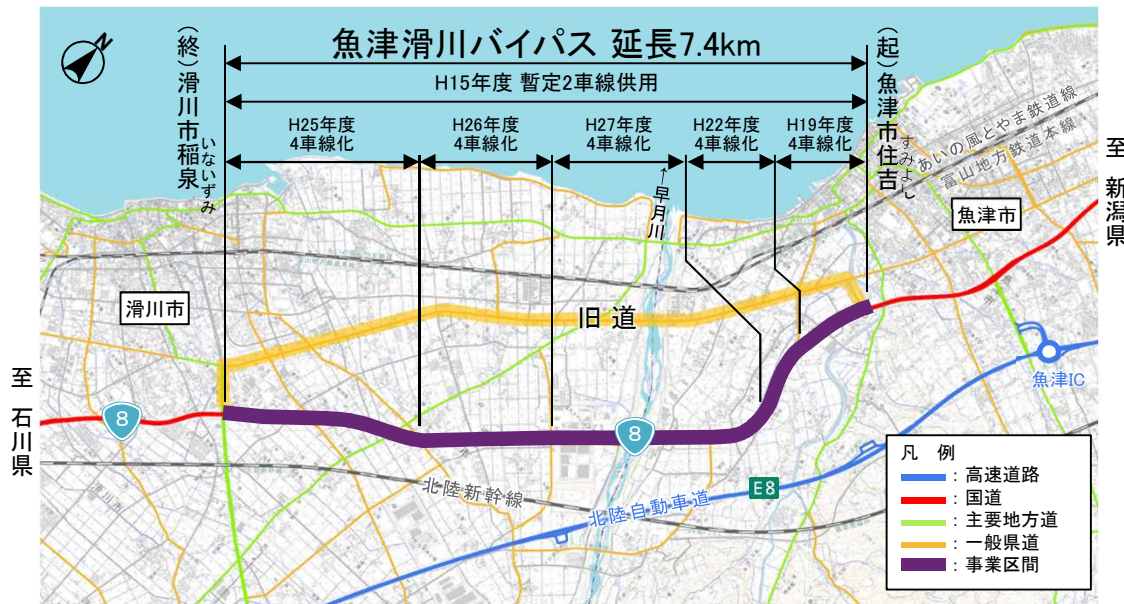 魚津滑川バイパス 延長7.4km
H15年度 暫定2車線供用
H25年度
4車線化
H26年度
4車線化
H27年度
4車線化
H22年度
4車線化
H19年度
4車線化
N
（終）滑川市稲泉
いないずみ
（起）魚津市住吉
すみよし
あいの風とやま鉄道線
富山地方鉄道本線
至 新潟県
魚津市
←早月川
滑川市
旧道
魚津IC
至 石川県
8
8
E8
北陸新幹線
北陸自動車道
凡 例
：高速道路
：国道
：主要地方道
：一般県道
：事業区間